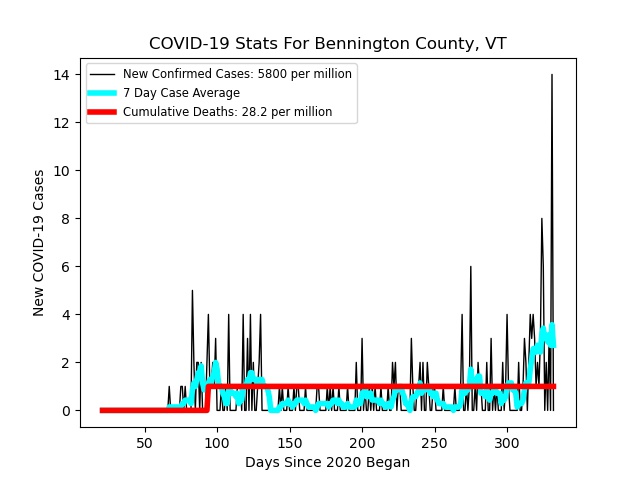 COVID-19 Stats For Bennington County, VT
New Confirmed Cases: 5800 per million
7 Day Case Average
Cumulative Deaths: 28.2 per million
New COVID-19 Cases
14
12
10
8
6
4
2
0
50
100
150
200
250
300
Days Since 2020 Began